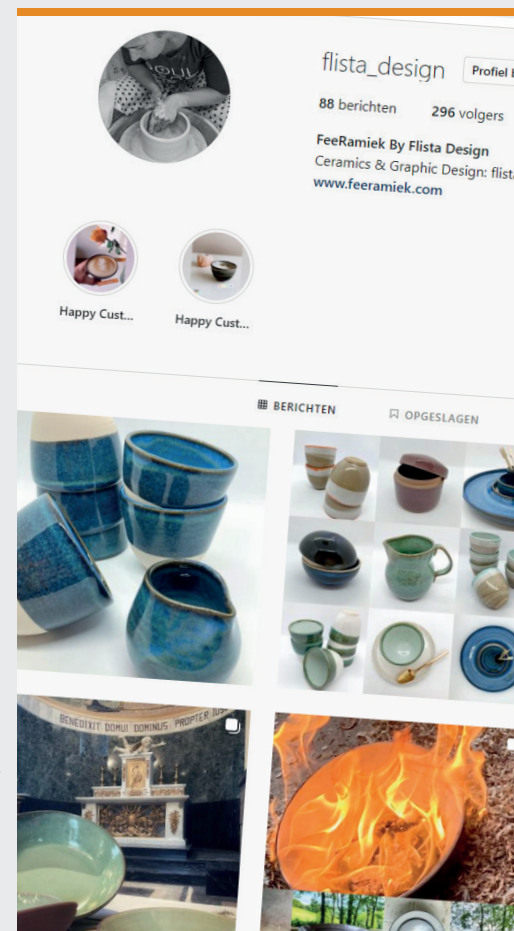 flista_design
Profiel
88 berichten 296 volgers
FeeRamiek By Flista Design
Ceramics & Graphic Design:
www.feeramiek.com
Happy Cust... Happy Cust...
BERICHTEN OPGESLAGEN
BENEDIXIT DOMUI DOMINUS PROPTER